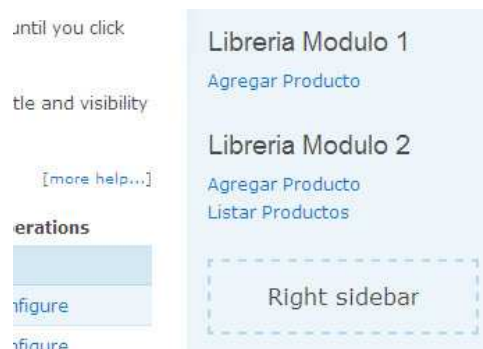 until you click
tle and visibility
[more help...]
erations
nfigure
nfigure
Libreria Modulo 1
Agregar Producto
Libreria Modulo 2
Agregar Producto
Listar Productos
Right sidebar